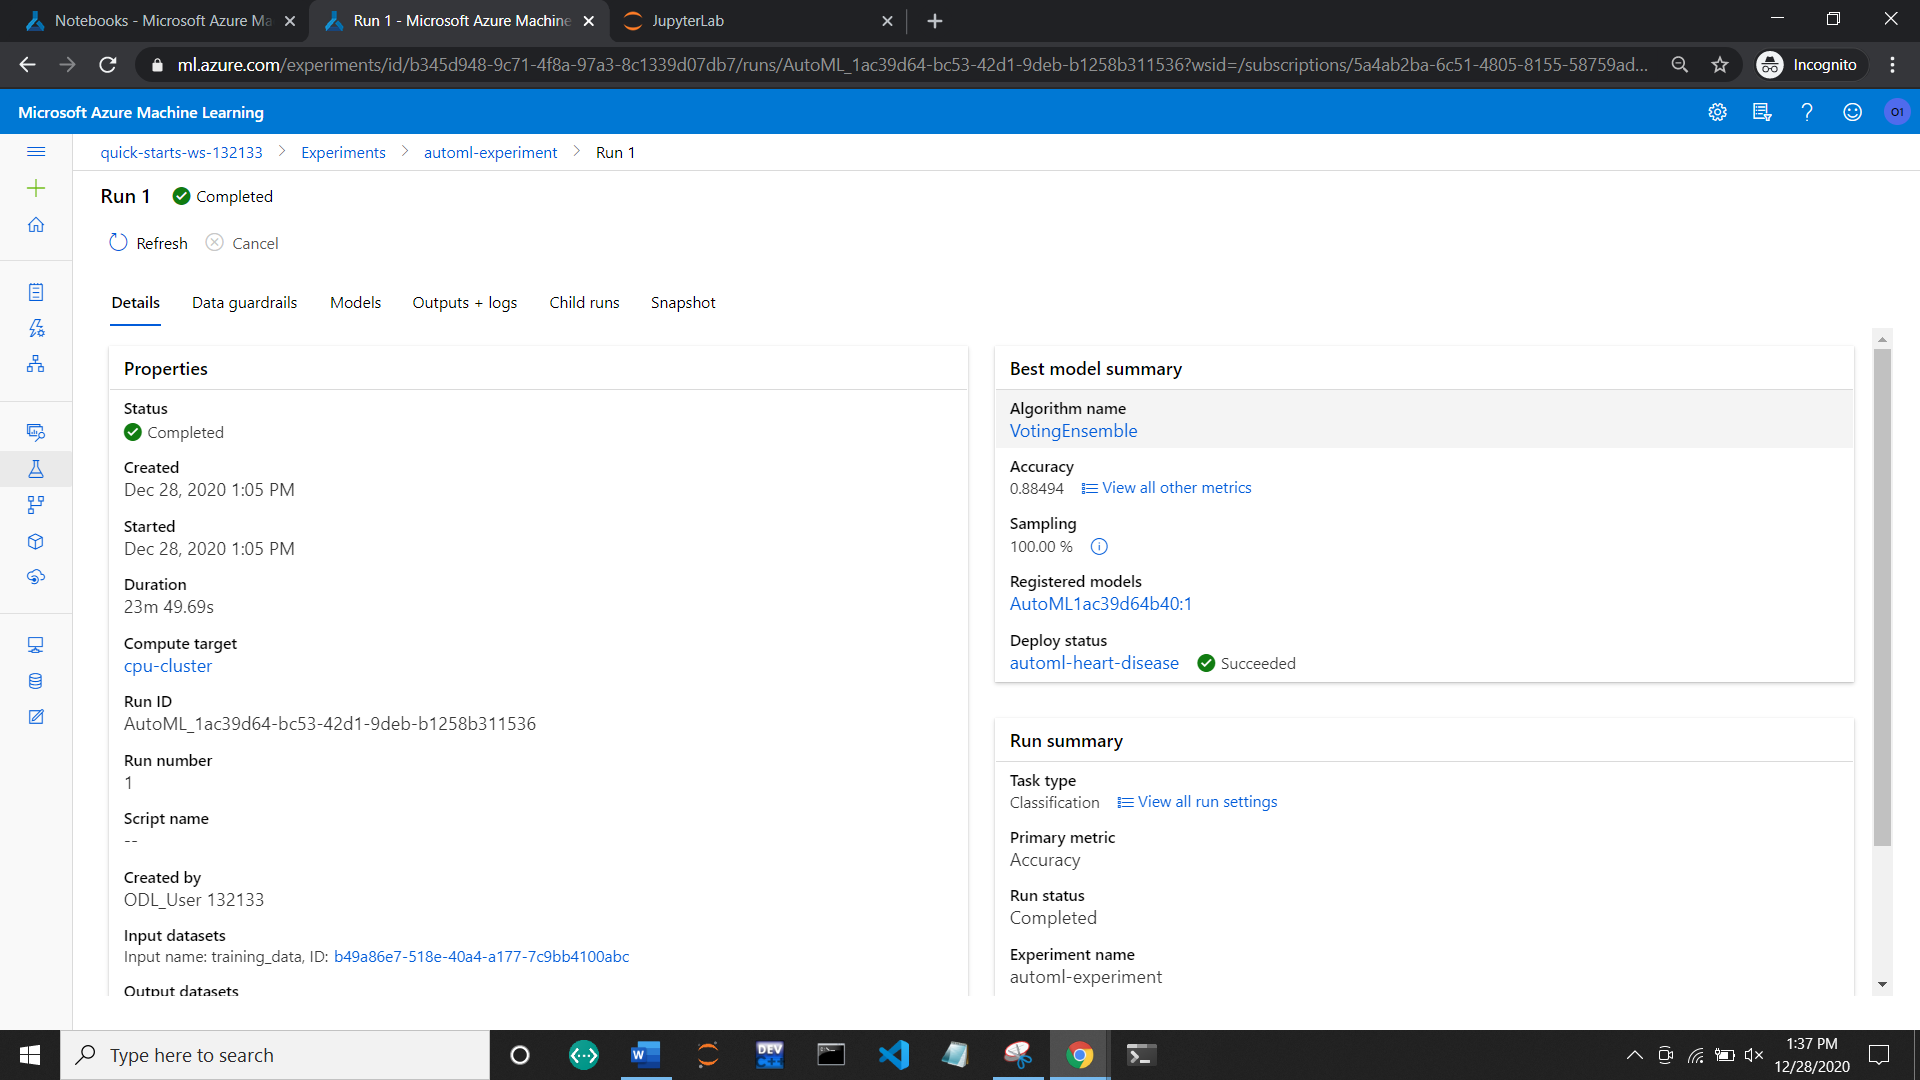 Notebooks - Microsoft Azure Ma
Run 1 - Microsoft Azure Machine
JupyterLab
ml.azure.com/experiments/id/b345d948-9c71-4f8a-97a3-8c1339d07db7/runs/AutoML_1ac39d64-bc53-42d1-9deb-b1258b311536?wsid=/subscriptions/5a4ab2ba-6c51-4805-8155-58759ad...
Incognito
Microsoft Azure Machine Learning
O1
quick-starts-ws-132133 > Experiments > automl-experiment > Run 1
Run 1 Completed
Refresh Cancel
Details Data guardrails Models Outputs + logs Child runs Snapshot
Properties
Status
Completed
Created
Dec 28, 2020 1:05 PM
Started
Dec 28, 2020 1:05 PM
Duration
23m 49.69s
Compute target
cpu-cluster
Run ID
AutoML_1ac39d64-bc53-42d1-9deb-b1258b311536
Run number
1
Script name
--
Created by
ODL_User 132133
Input datasets
Input name: training_data, ID: b49a86e7-518e-40a4-a177-7c9bb4100abc
Output datasets
Best model summary
Algorithm name
VotingEnsemble
Accuracy
0.88494 View all other metrics
Sampling
100.00 %
Registered models
AutoML1ac39d64b40:1
Deploy status
automl-heart-disease Succeeded
Run summary
Task type
Classification View all run settings
Primary metric
Accuracy
Run status
Completed
Experiment name
automl-experiment
Type here to search
DEV
C++
1:37 PM
12/28/2020